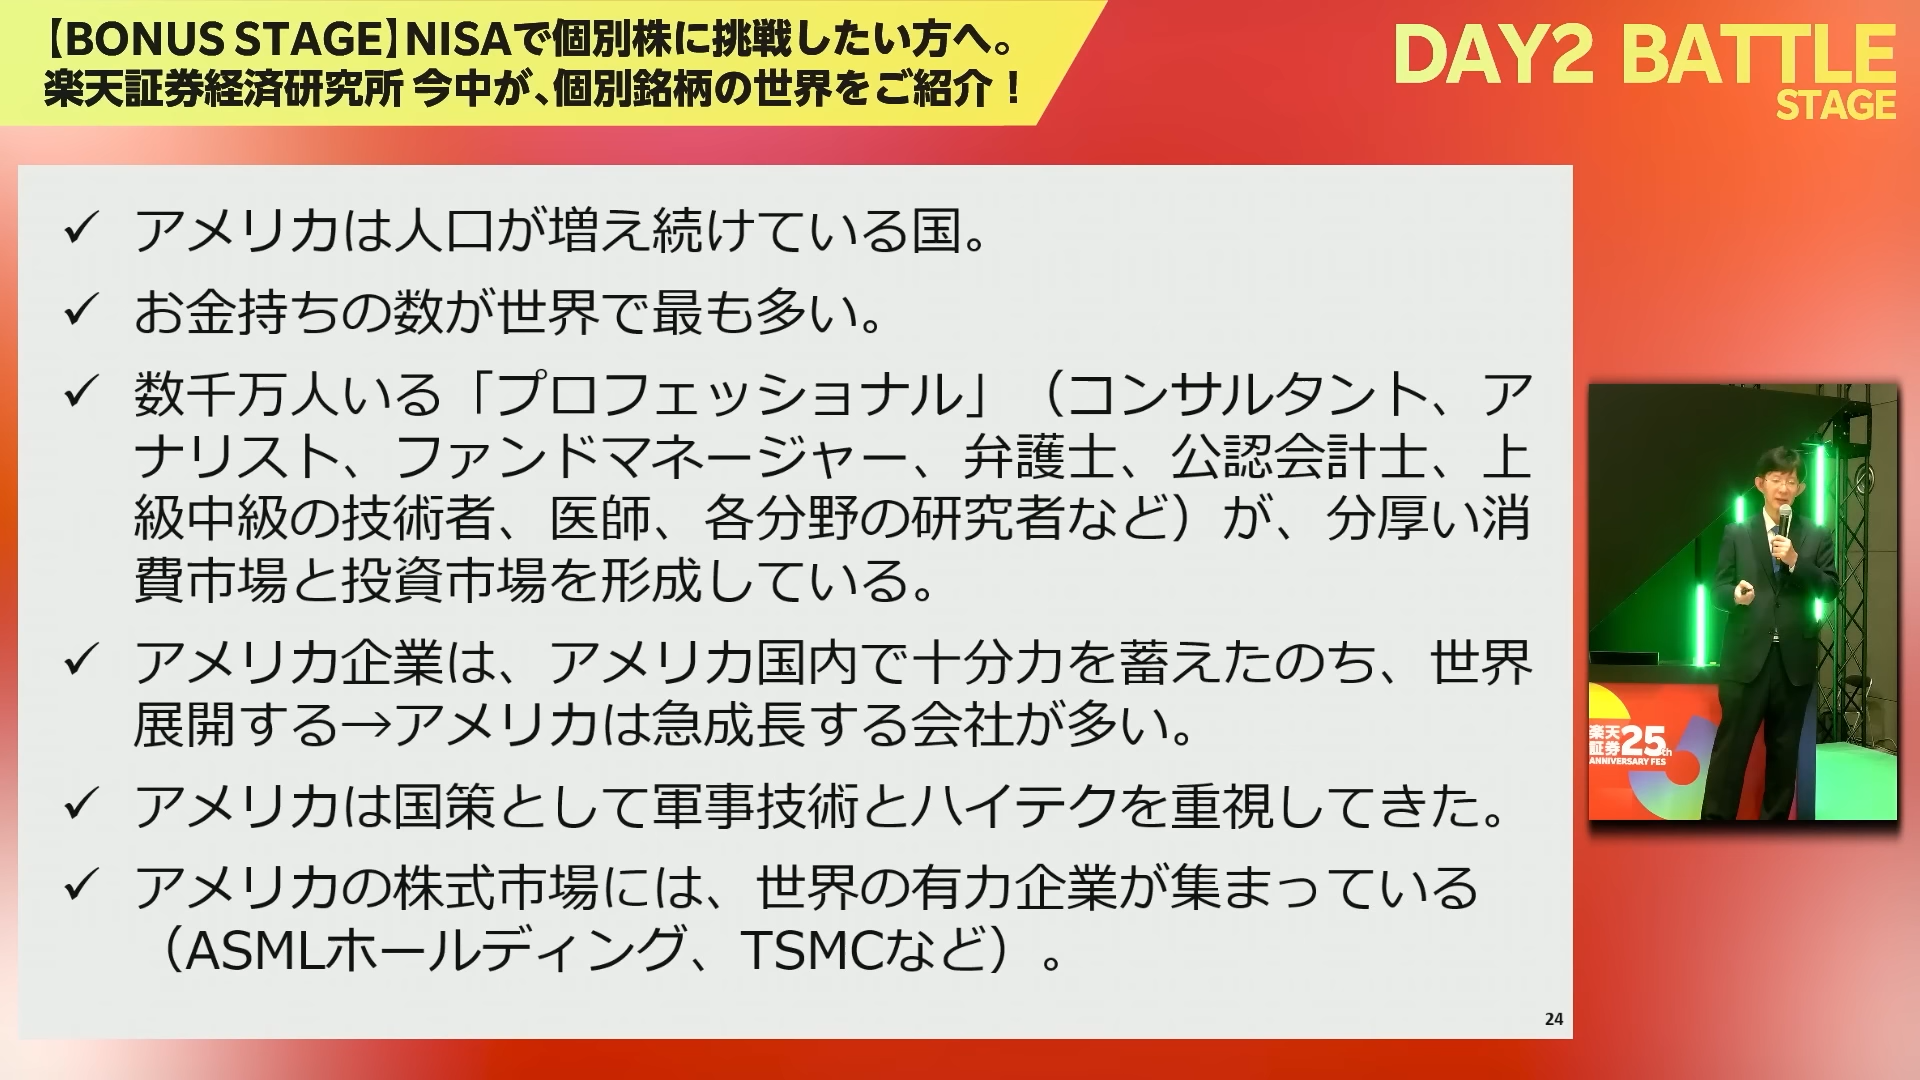 【BONUS STAGE】NISAで個別株に挑戦したい方へ。
楽天証券経済研究所 今中が、個別銘柄の世界をご紹介！
DAY2 BATTLE
STAGE
✓ アメリカは人口が増え続けている国。
✓ お金持ちの数が世界で最も多い。
✓ 数千万人いる「プロフェッショナル」（コンサルタント、ア
ナリスト、ファンドマネージャー、弁護士、公認会計士、上
級中級の技術者、医師、各分野の研究者など）が、分厚い消
費市場と投資市場を形成している。
✓ アメリカ企業は、アメリカ国内で十分力を蓄えたのち、世界
展開する→アメリカは急成長する会社が多い。
✓ アメリカは国策として軍事技術とハイテクを重視してきた。
✓ アメリカの株式市場には、世界の有力企業が集まっている
（ASMLホールディング、TSMCなど）。
24
楽天
証券25th
ANNIVERSARY FES